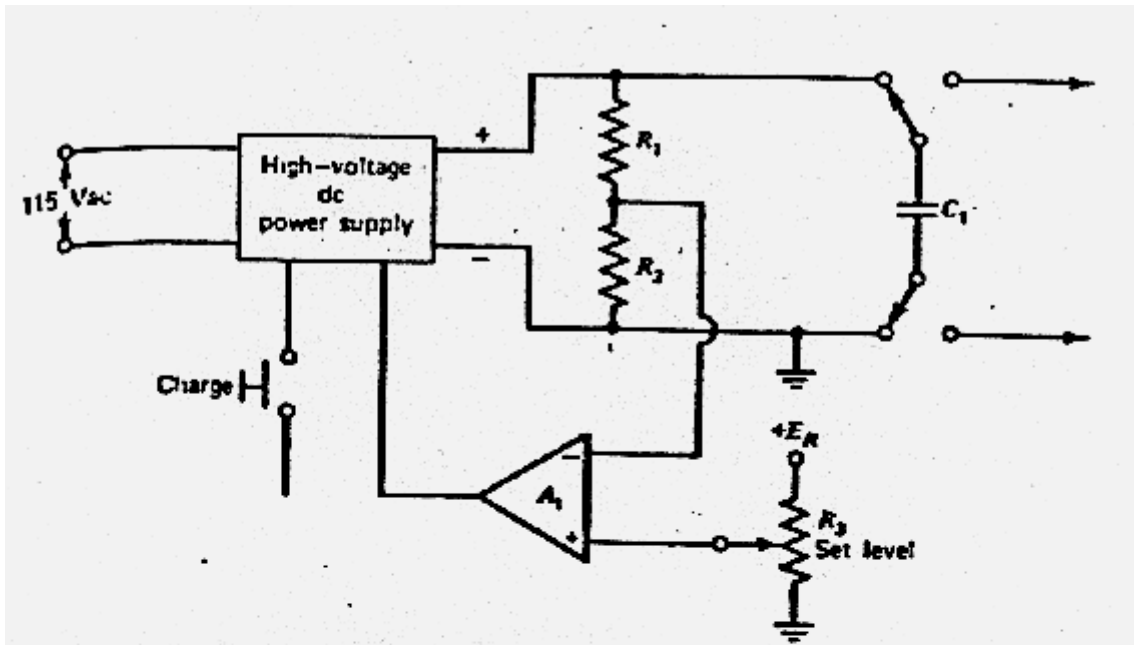 +
R1
High-voltage
dc
power supply
115 Vac
C1
R2
−
Charge
+ER
−
A1
+
R3
Set level